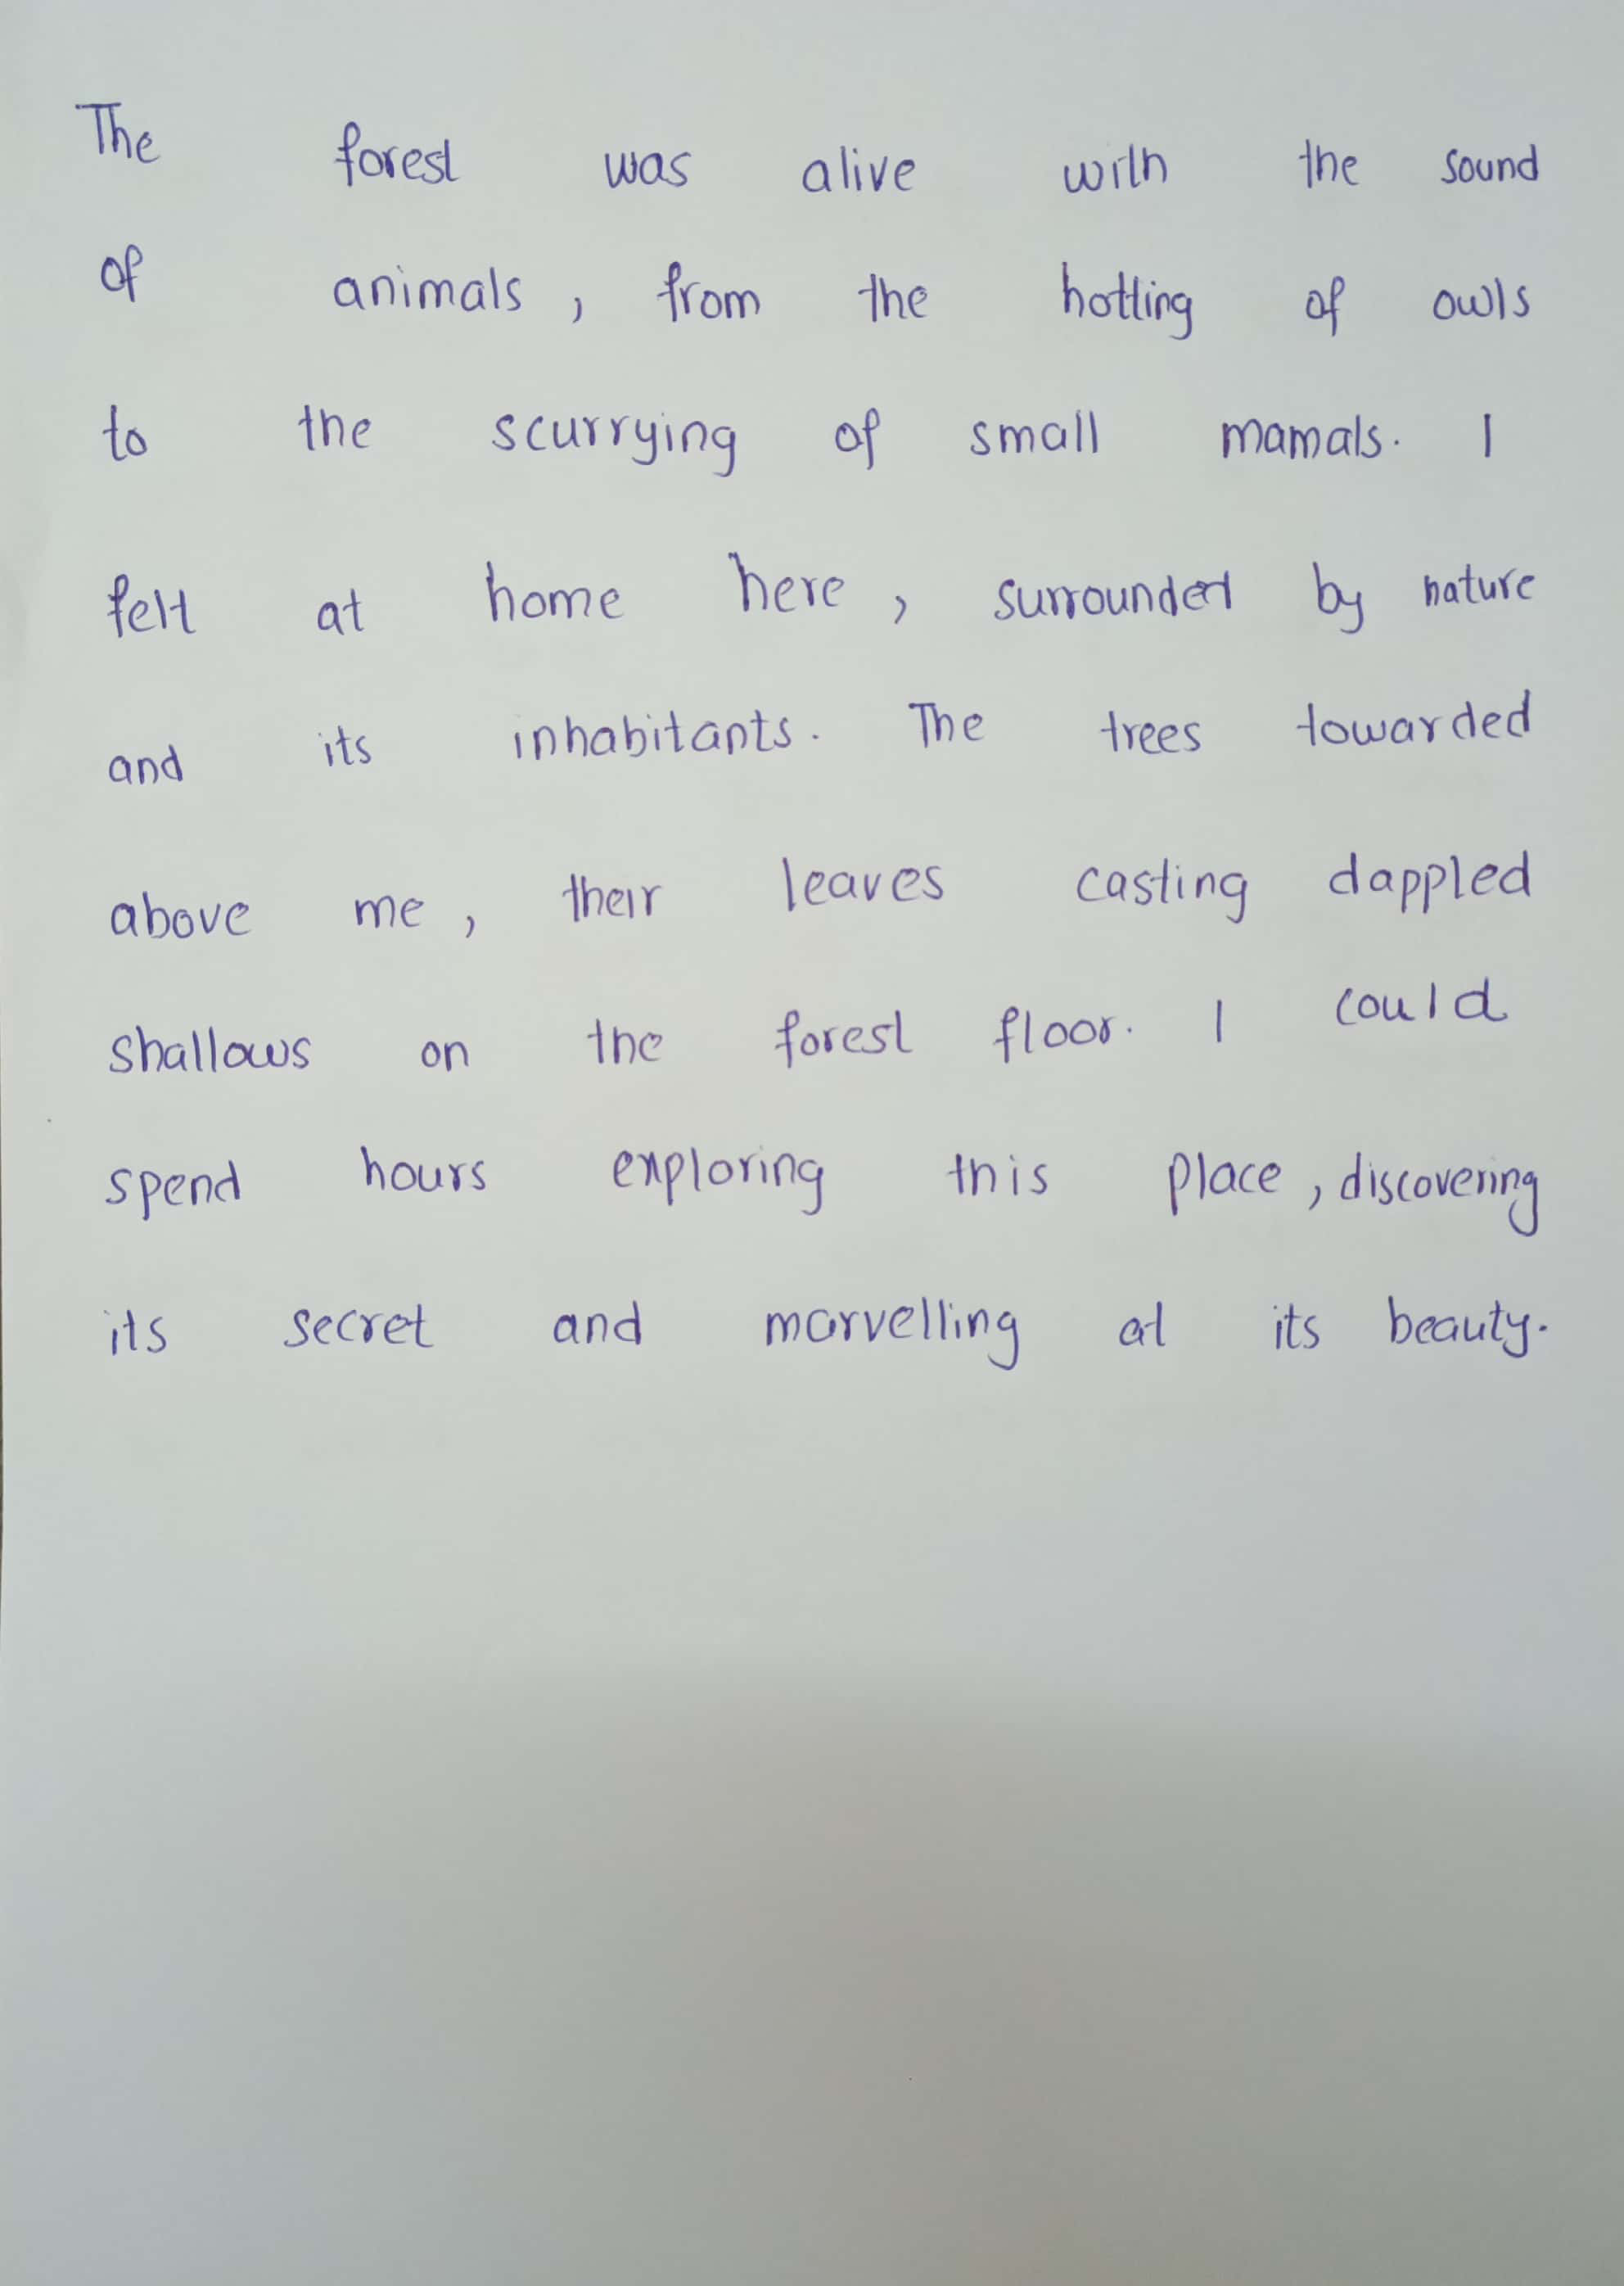 The forest was alive with the sound
of animals, from the hotting of owls
to the scurrying of small mamals. I
felt at home here, surrounded by nature
and its inhabitants. The trees towarded
above me, their leaves casting dappled
shallows on the forest floor. I could
spend hours exploring this place, discovering
its secret and marvelling at its beauty.